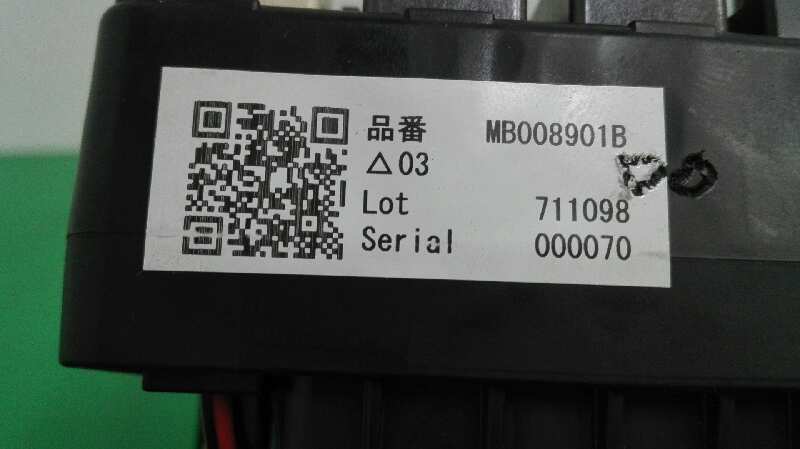 品番 MB008901B
△03
Lot 711098
Serial 000070